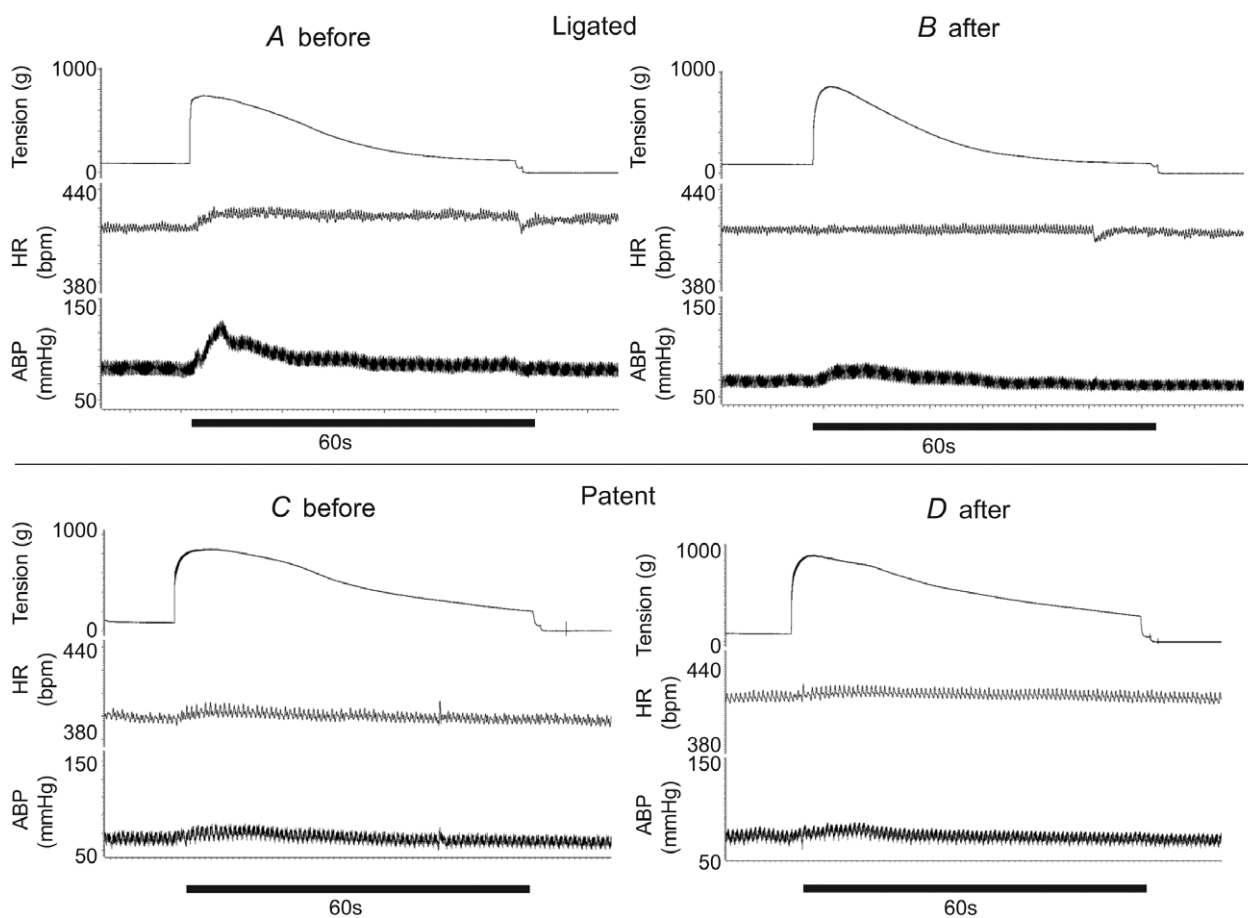 Ligated
A before
B after
Tension (g)
1000
0
HR
(bpm)
440
380
ABP
(mmHg)
150
50
60s
Tension (g)
1000
0
HR
(bpm)
440
380
ABP
(mmHg)
150
50
60s
Patent
C before
D after
Tension (g)
1000
0
HR
(bpm)
440
380
ABP
(mmHg)
150
50
60s
Tension (g)
1000
0
HR
(bpm)
440
380
ABP
(mmHg)
150
50
60s